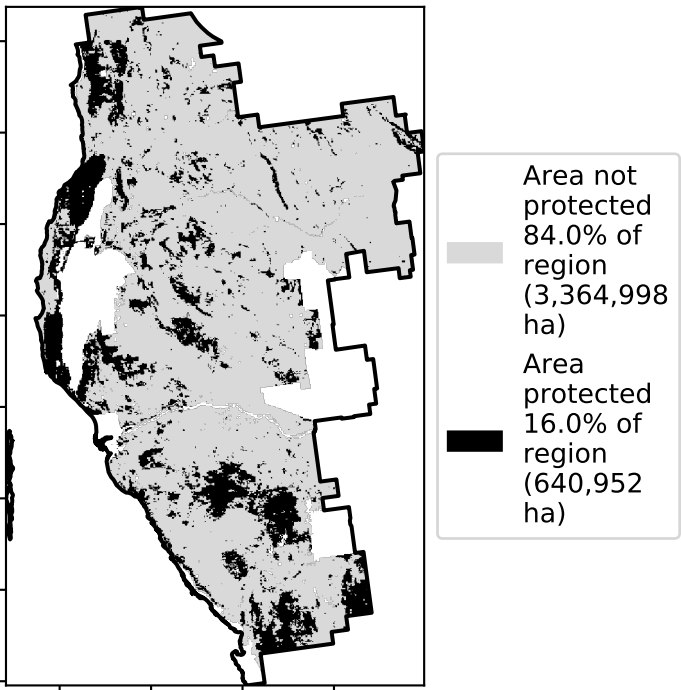 Area not
protected
84.0% of
region
(3,364,998
ha)
Area
protected
16.0% of
region
(640,952
ha)